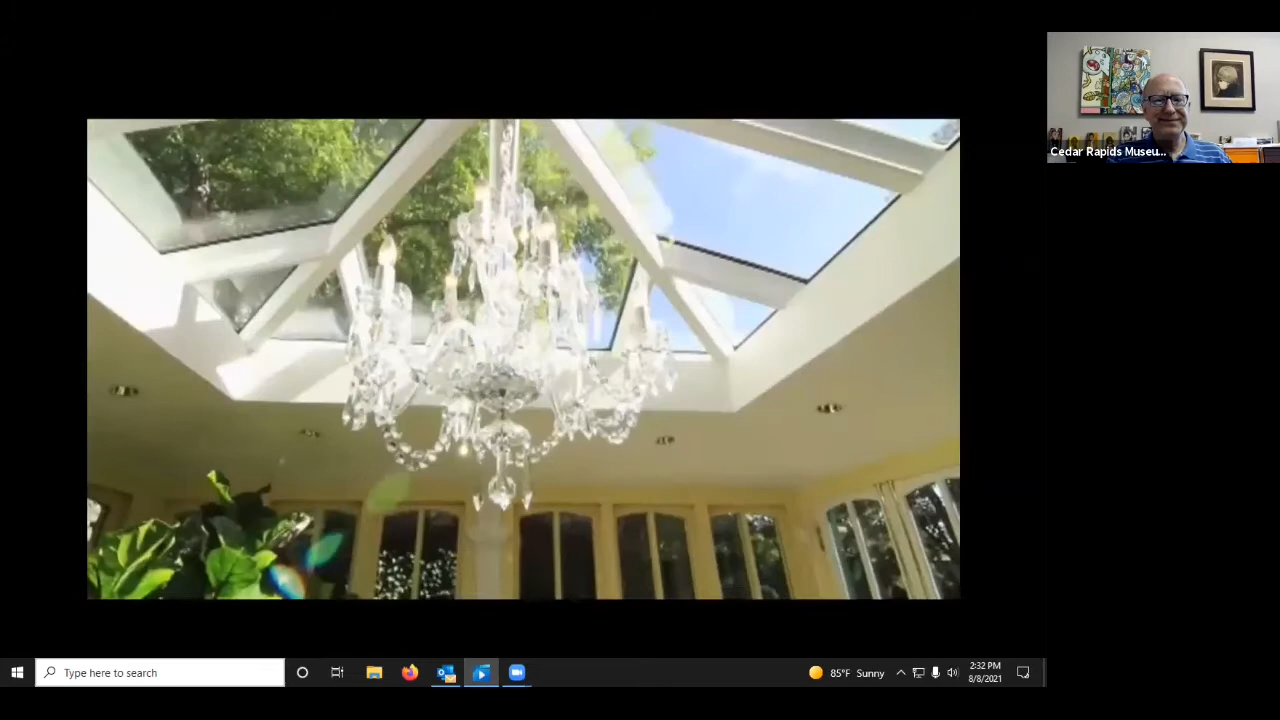 Cedar Rapids Museu...
Type here to search
85°F Sunny
2:32 PM
8/8/2021